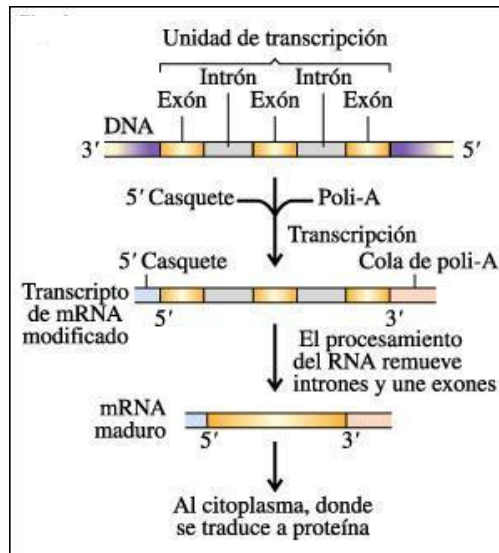 Unidad de transcripción
Intrón Intrón
Exón Exón Exón
DNA
3′ 5′
5′ Casquete Poli-A
Transcripción
5′ Casquete Cola de poli-A
Transcripto
de mRNA
modificado
5′ 3′
El procesamiento
del RNA remueve
intrones y une exones
mRNA
maduro
5′ 3′
Al citoplasma, donde
se traduce a proteína